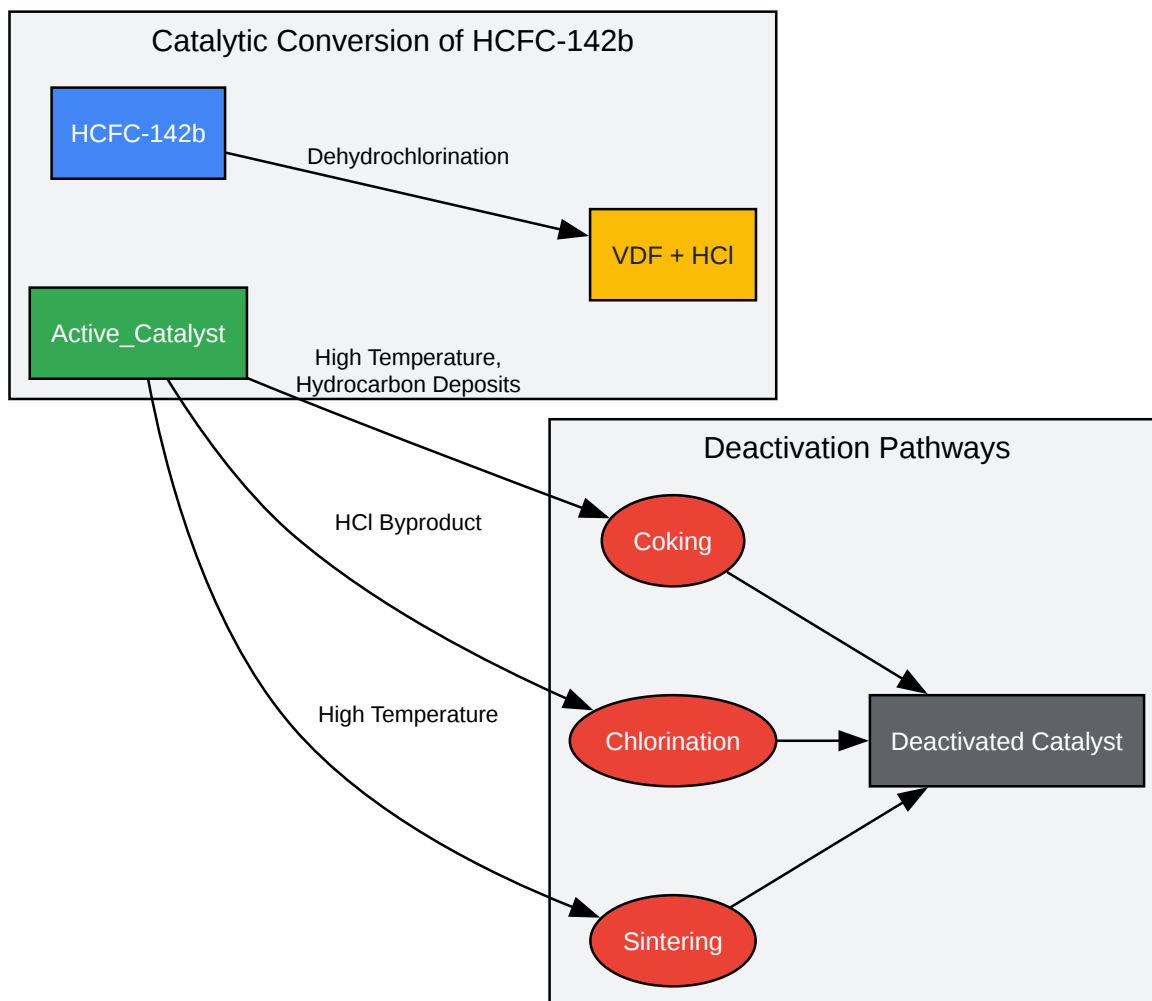 Catalytic Conversion of HCFC-142b
HCFC-142b
Dehydrochlorination
VDF + HCl
Active_Catalyst
High Temperature,
Hydrocarbon Deposits
Deactivation Pathways
Coking
HCl Byproduct
Chlorination
Deactivated Catalyst
High Temperature
Sintering